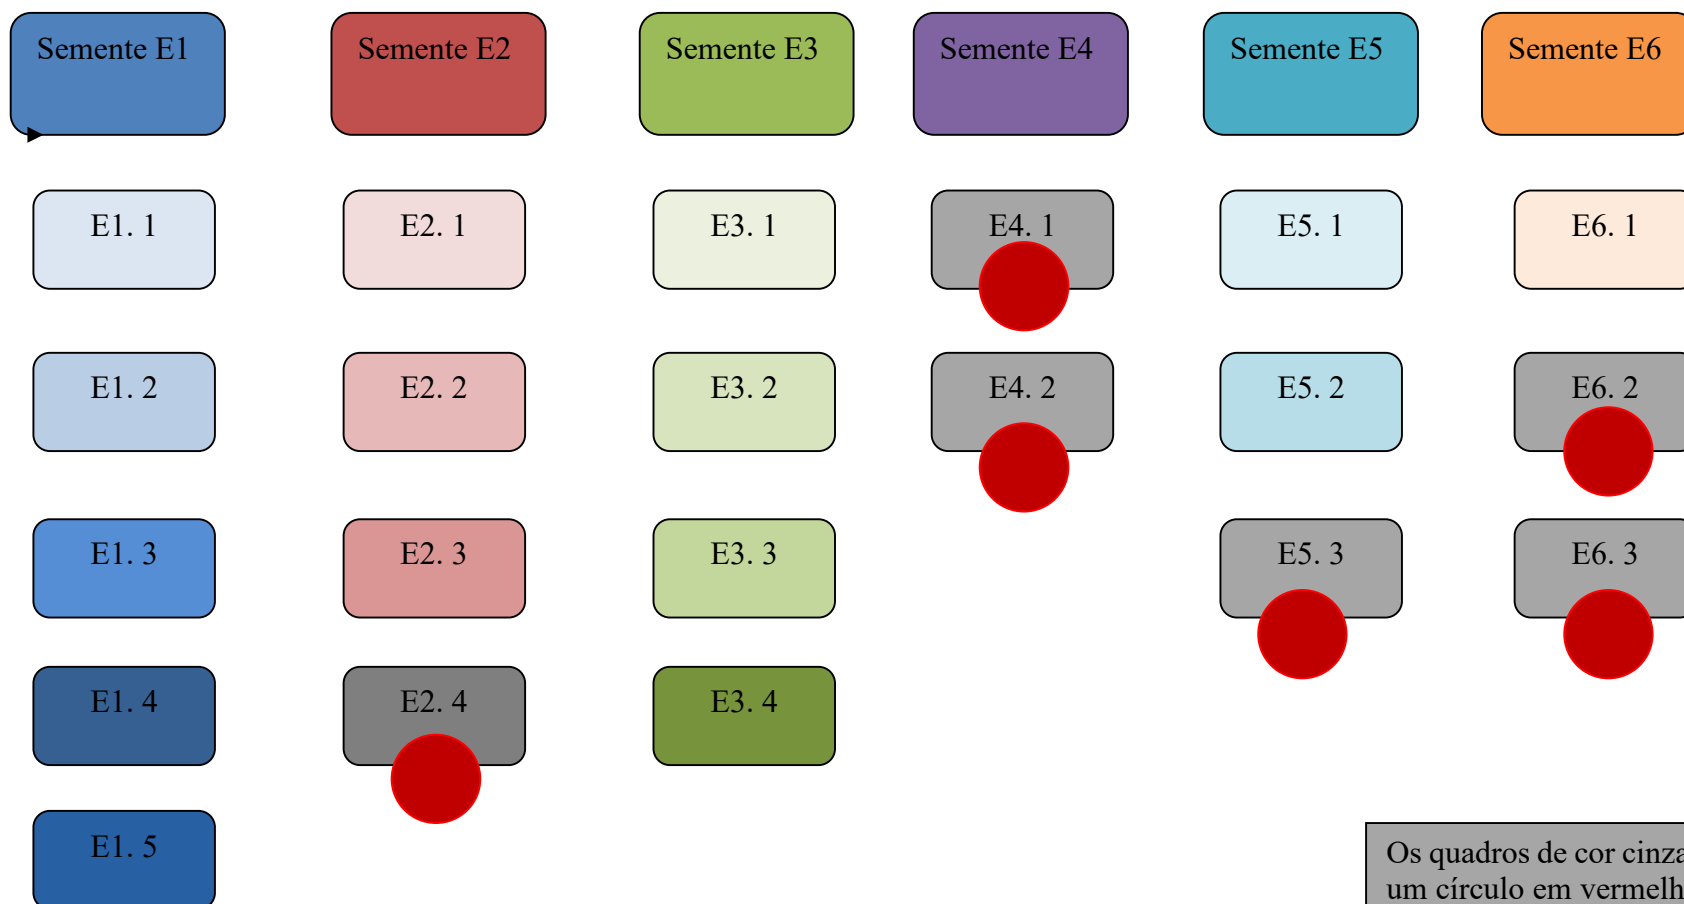 Semente E1
Semente E2
Semente E3
Semente E4
Semente E5
Semente E6
E1. 1
E2. 1
E3. 1
E4. 1
E5. 1
E6. 1
E1. 2
E2. 2
E3. 2
E4. 2
E5. 2
E6. 2
E1. 3
E2. 3
E3. 3
E5. 3
E6. 3
E1. 4
E2. 4
E3. 4
E1. 5
Os quadros de cor cinza
um círculo em vermelh